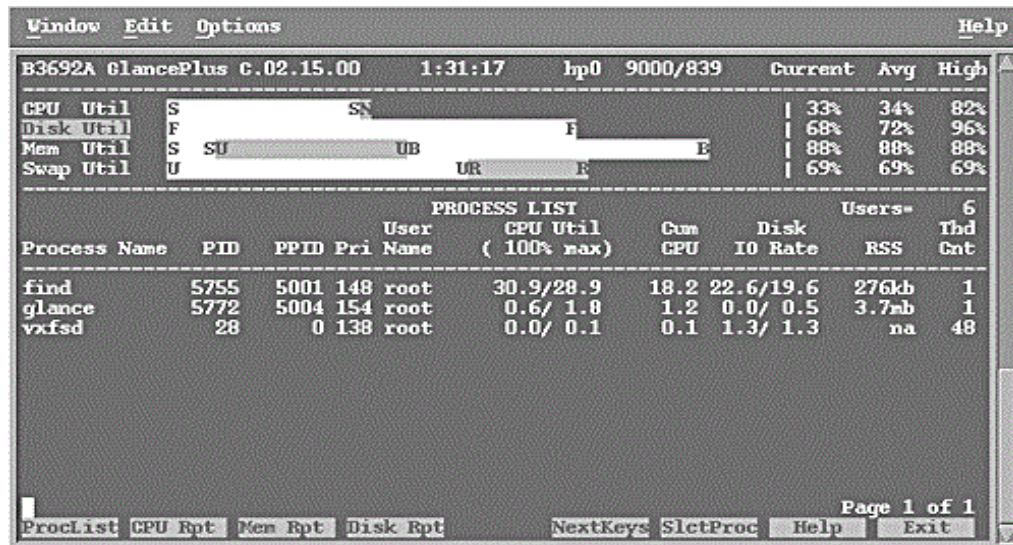 Window Edit Options Help
B3692A GlancePlus C.02.15.00 1:31:17 hp0 9000/839 Current Avg High
CPU Util S SN | 33% 34% 82%
Disk Util F F | 68% 72% 96%
Mem Util S SU UB B | 88% 88% 88%
Swap Util U UR R | 69% 69% 69%
PROCESS LIST Users= 6
User CPU Util Cum Disk Thd
Process Name PID PPID Pri Name ( 100% max) CPU IO Rate RSS Cnt
find 5755 5001 148 root 30.9/28.9 18.2 22.6/19.6 276kb 1
glance 5772 5004 154 root 0.6/ 1.8 1.2 0.0/ 0.5 3.7mb 1
vxfsd 28 0 138 root 0.0/ 0.1 0.1 1.3/ 1.3 na 48
Page 1 of 1
ProcList CPU Rpt Mem Rpt Disk Rpt NextKeys SlctProc Help Exit